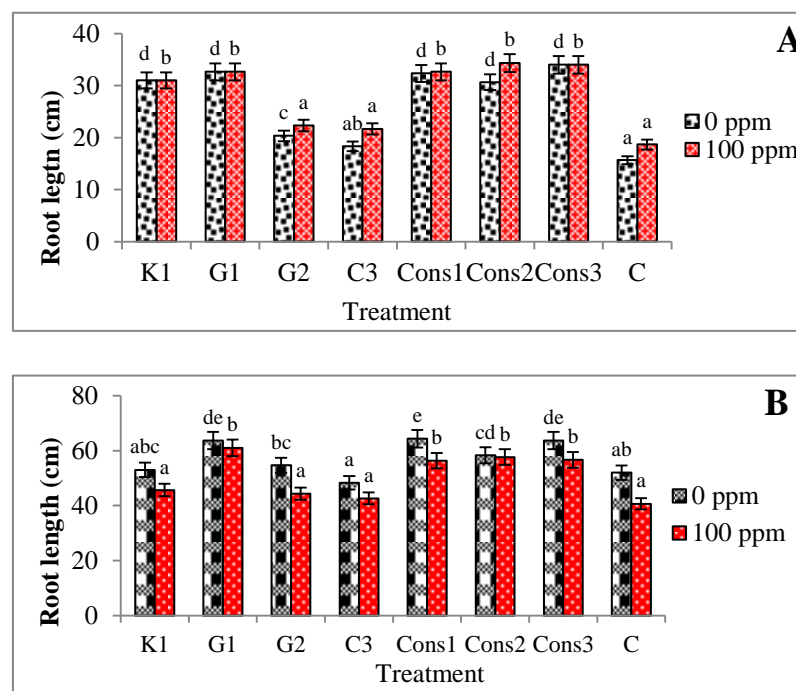 A
Root legtn (cm)
40
30
20
10
0
d b d b c a ab a d b d b d b a a
K1 G1 G2 C3 Cons1 Cons2 Cons3 C
Treatment
0 ppm
100 ppm
B
Root length (cm)
80
60
40
20
0
abc a de b bc a a a e b cd b de b ab a
K1 G1 G2 C3 Cons1 Cons2 Cons3 C
Treatment
0 ppm
100 ppm